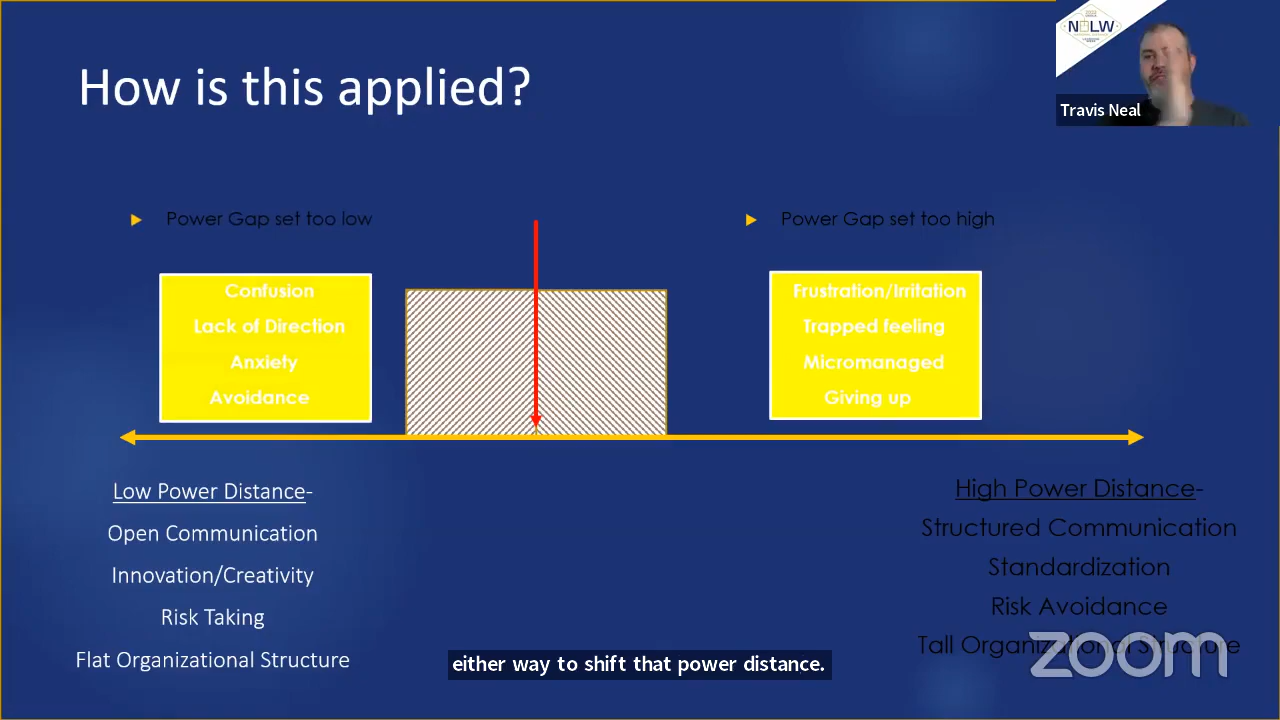 How is this applied?
NLW
Travis Neal
Power Gap set too low
Power Gap set too high
Confusion
Lack of Direction
Anxiety
Avoidance
Frustration/Irritation
Trapped feeling
Micromanaged
Giving up
Low Power Distance-
Open Communication
Innovation/Creativity
Risk Taking
Flat Organizational Structure
High Power Distance-
Structured Communication
Standardization
Risk Avoidance
Tall Organizational Structure
zoom
either way to shift that power distance.